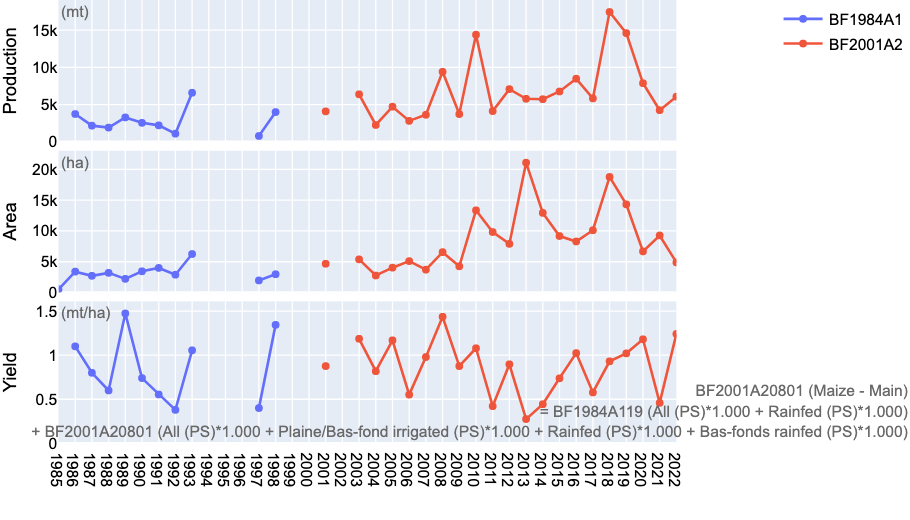 (mt)
BF1984A1
BF2001A2
Production
15k
10k
5k
0
(ha)
Area
20k
15k
10k
5k
0
(mt/ha)
Yield
1.5
1
0.5
0
BF2001A20801 (Maize - Main)
= BF1984A119 (All (PS)*1.000 + Rainfed (PS)*1.000)
+ BF2001A20801 (All (PS)*1.000 + Plaine/Bas-fond irrigated (PS)*1.000 + Rainfed (PS)*1.000 + Bas-fonds rainfed (PS)*1.000)
1985 1986 1987 1988 1989 1990 1991 1992 1993 1994 1995 1996 1997 1998 1999 2000 2001 2002 2003 2004 2005 2006 2007 2008 2009 2010 2011 2012 2013 2014 2015 2016 2017 2018 2019 2020 2021 2022